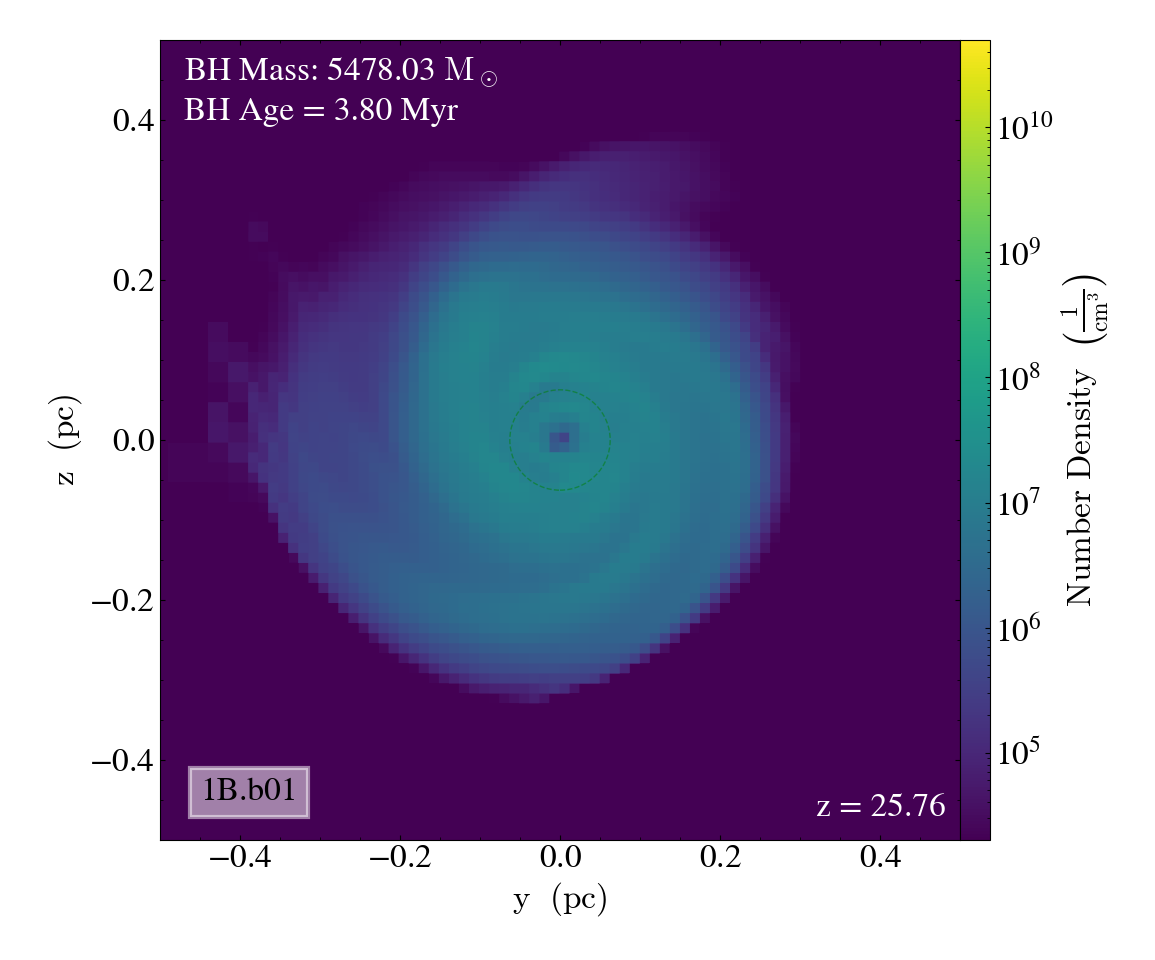 BH Mass: 5478.03 M⊙
BH Age = 3.80 Myr
0.4
0.2
0.0
−0.2
−0.4
z (pc)
1B.b01
z = 25.76
−0.4 −0.2 0.0 0.2 0.4
y (pc)
10¹⁰
10⁹
10⁸
10⁷
10⁶
10⁵
Number Density (1/cm³)